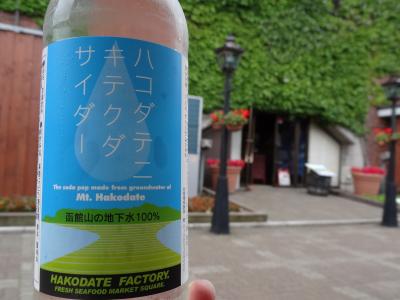 ハコダテニ
キテクダ
サイダー
The soda pop made from groundwater of
Mt. Hakodate
函館山の地下水100%
HAKODATE FACTORY.
FRESH SEAFOOD MARKET SQUARE.